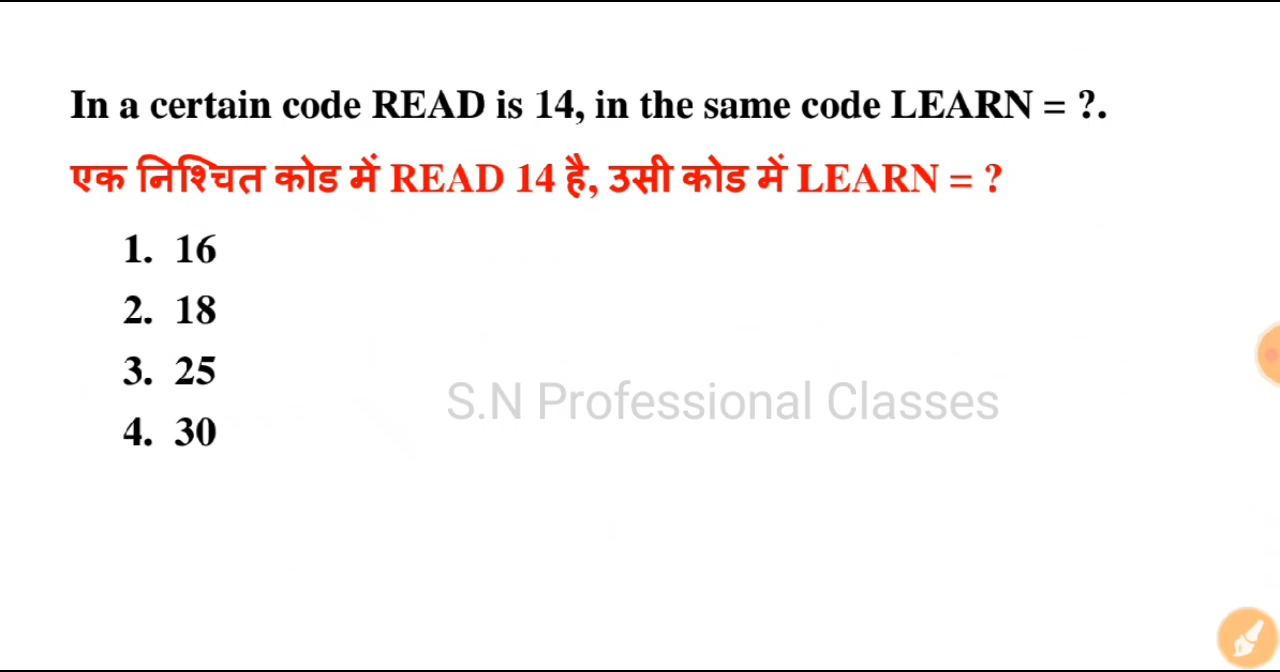 In a certain code READ is 14, in the same code LEARN = ?.
एक निश्चित कोड में READ 14 है, उसी कोड में LEARN = ?
1. 16
2. 18
3. 25
S.N Professional Classes
4. 30